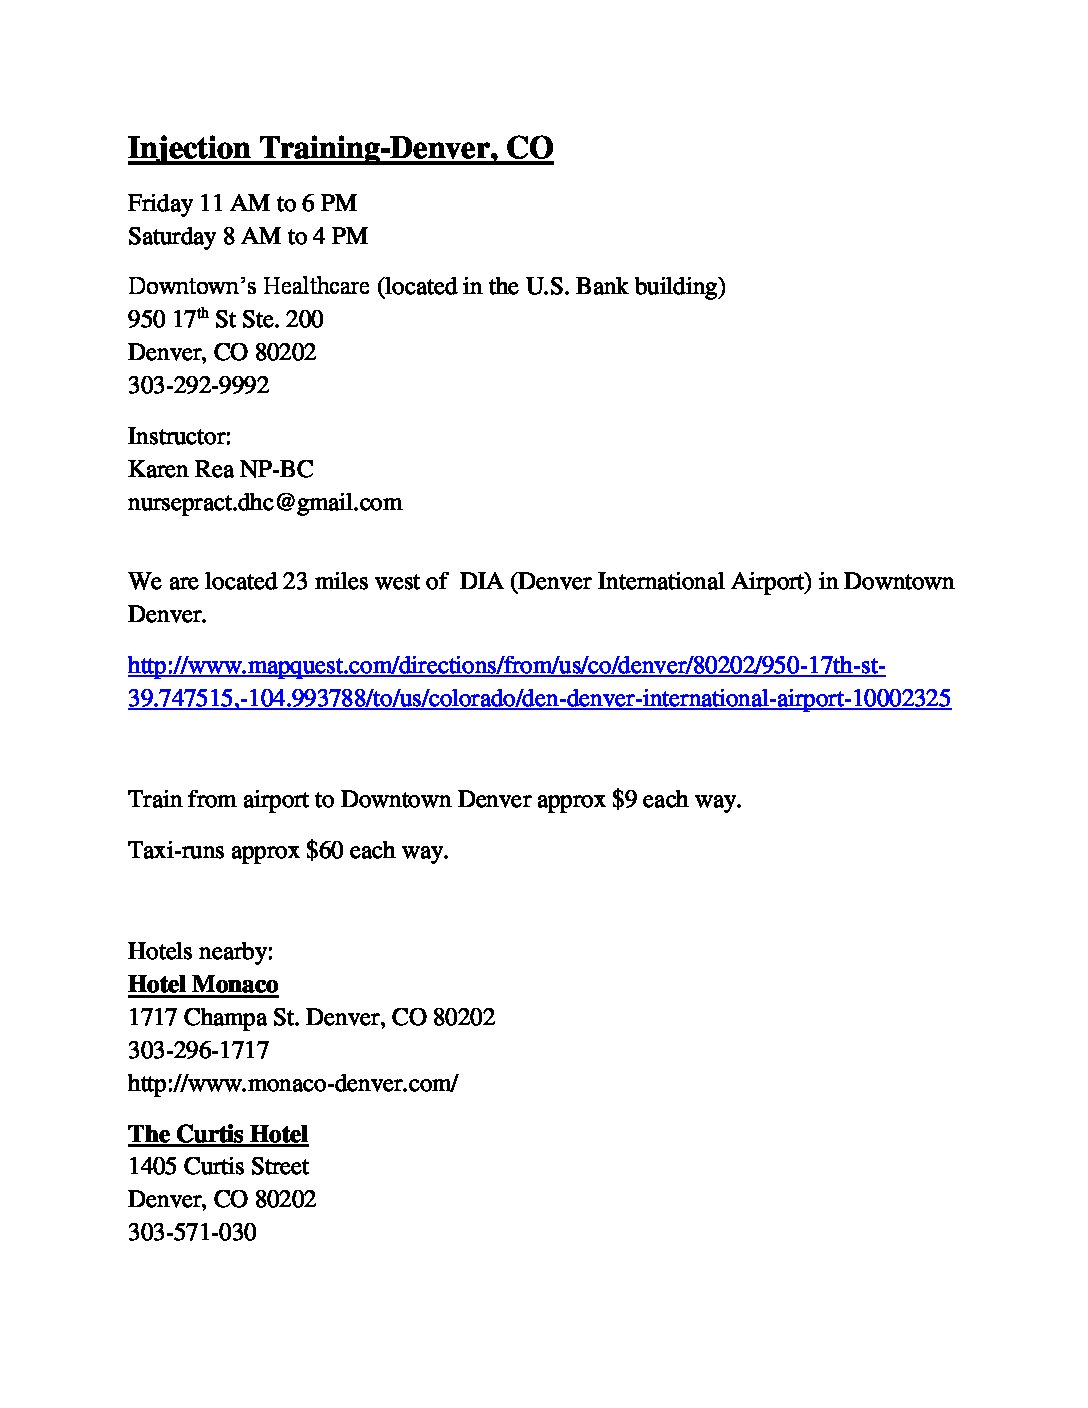 Injection Training-Denver, CO
Friday 11 AM to 6 PM
Saturday 8 AM to 4 PM
Downtown’s Healthcare (located in the U.S. Bank building)
950 17th St Ste. 200
Denver, CO 80202
303-292-9992
Instructor:
Karen Rea NP-BC
nursepract.dhc@gmail.com
We are located 23 miles west of  DIA (Denver International Airport) in Downtown
Denver.
http://www.mapquest.com/directions/from/us/co/denver/80202/950-17th-st-
39.747515,-104.993788/to/us/colorado/den-denver-international-airport-10002325
Train from airport to Downtown Denver approx $9 each way.
Taxi-runs approx $60 each way.
Hotels nearby:
Hotel Monaco
1717 Champa St. Denver, CO 80202
303-296-1717
http://www.monaco-denver.com/
The Curtis Hotel
1405 Curtis Street
Denver, CO 80202
303-571-030